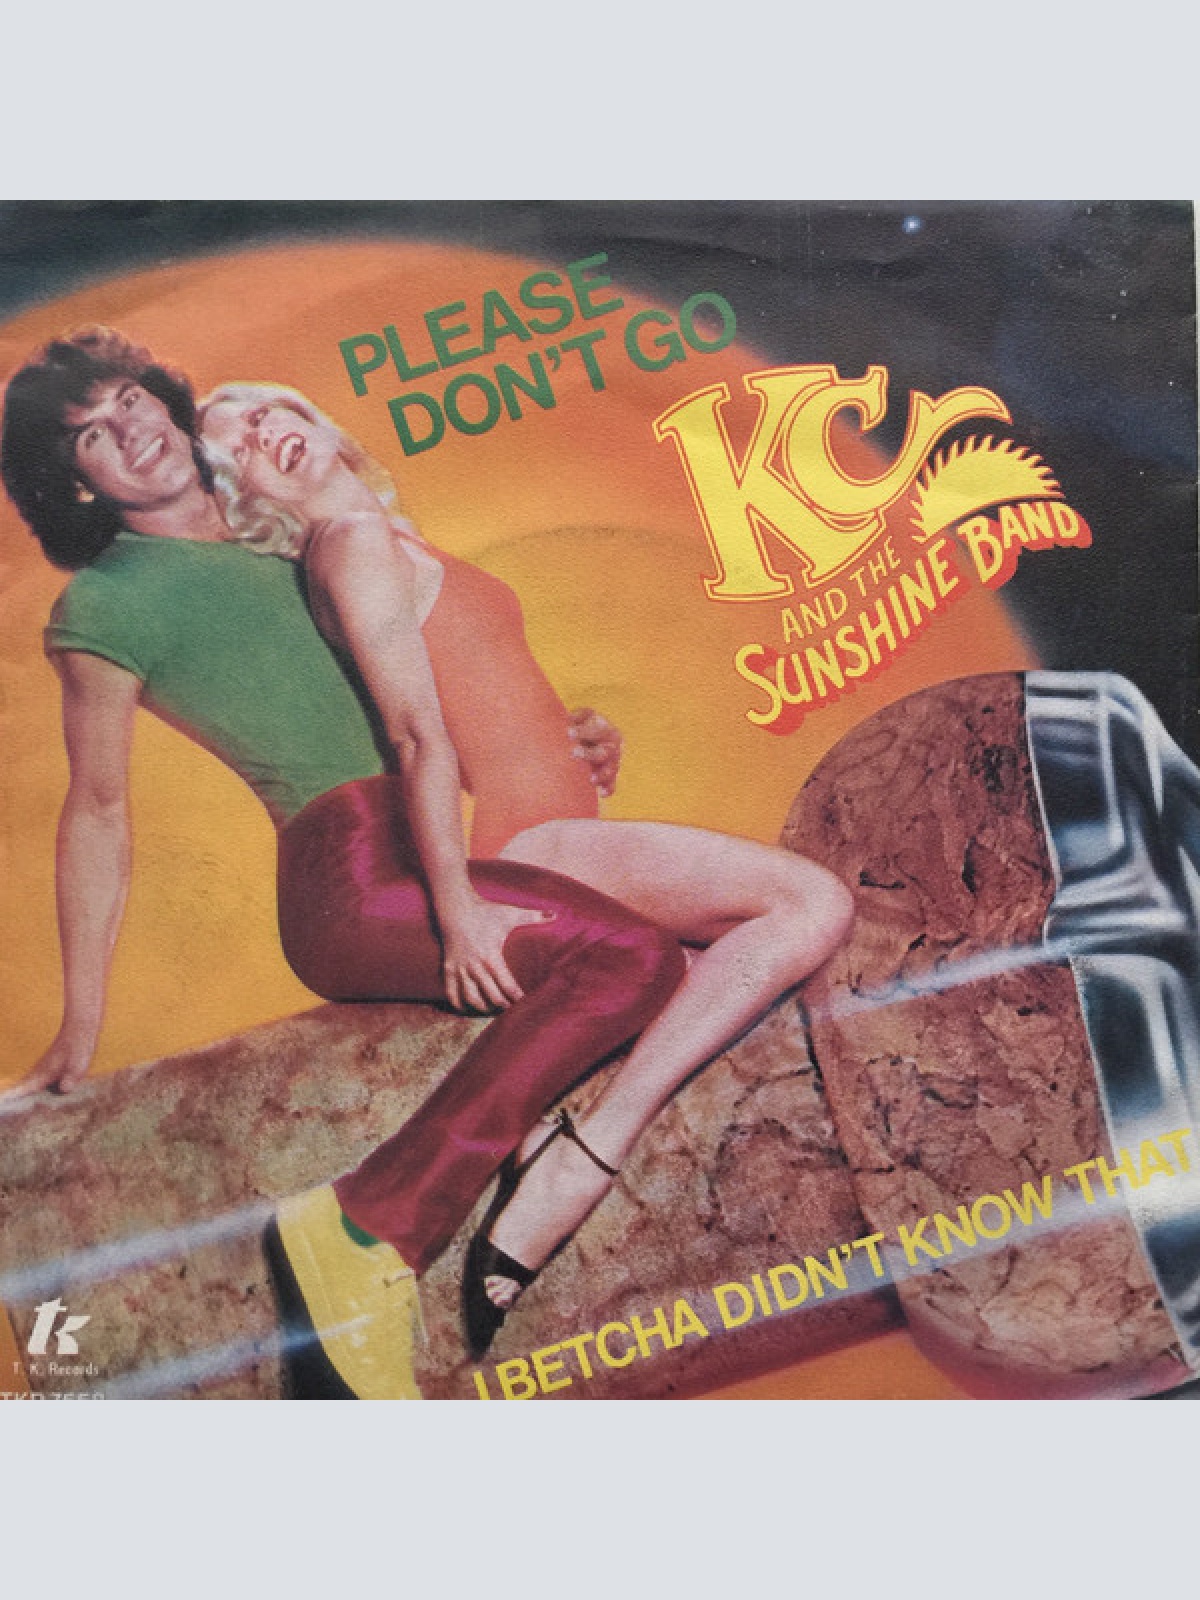 PLEASE
DON'T GO
KC
AND THE
SUNSHINE BAND
I BETCHA DIDN'T KNOW THAT
tk
T. K. Records